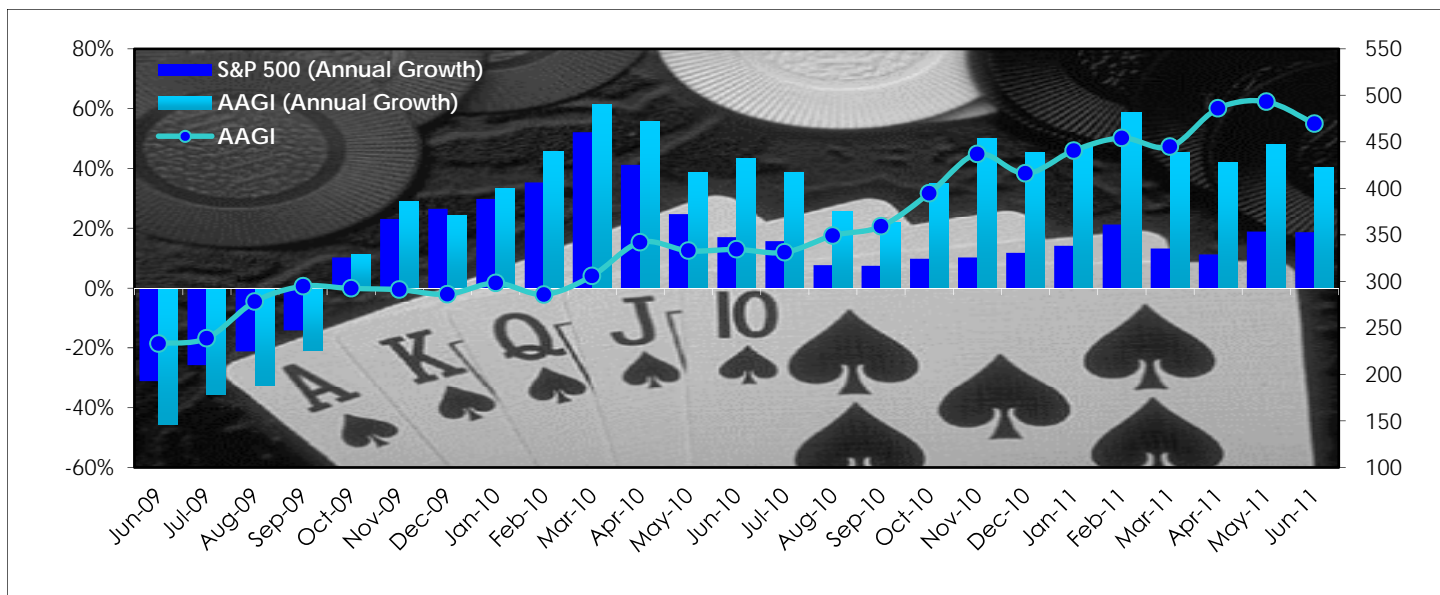 80%
60%
40%
20%
0%
-20%
-40%
-60%
550
500
450
400
350
300
250
200
150
100
S&P 500 (Annual Growth)
AAGI (Annual Growth)
AAGI
A
K
Q
J
10
Jun-09
Jul-09
Aug-09
Sep-09
Oct-09
Nov-09
Dec-09
Jan-10
Feb-10
Mar-10
Apr-10
May-10
Jun-10
Jul-10
Aug-10
Sep-10
Oct-10
Nov-10
Dec-10
Jan-11
Feb-11
Mar-11
Apr-11
May-11
Jun-11